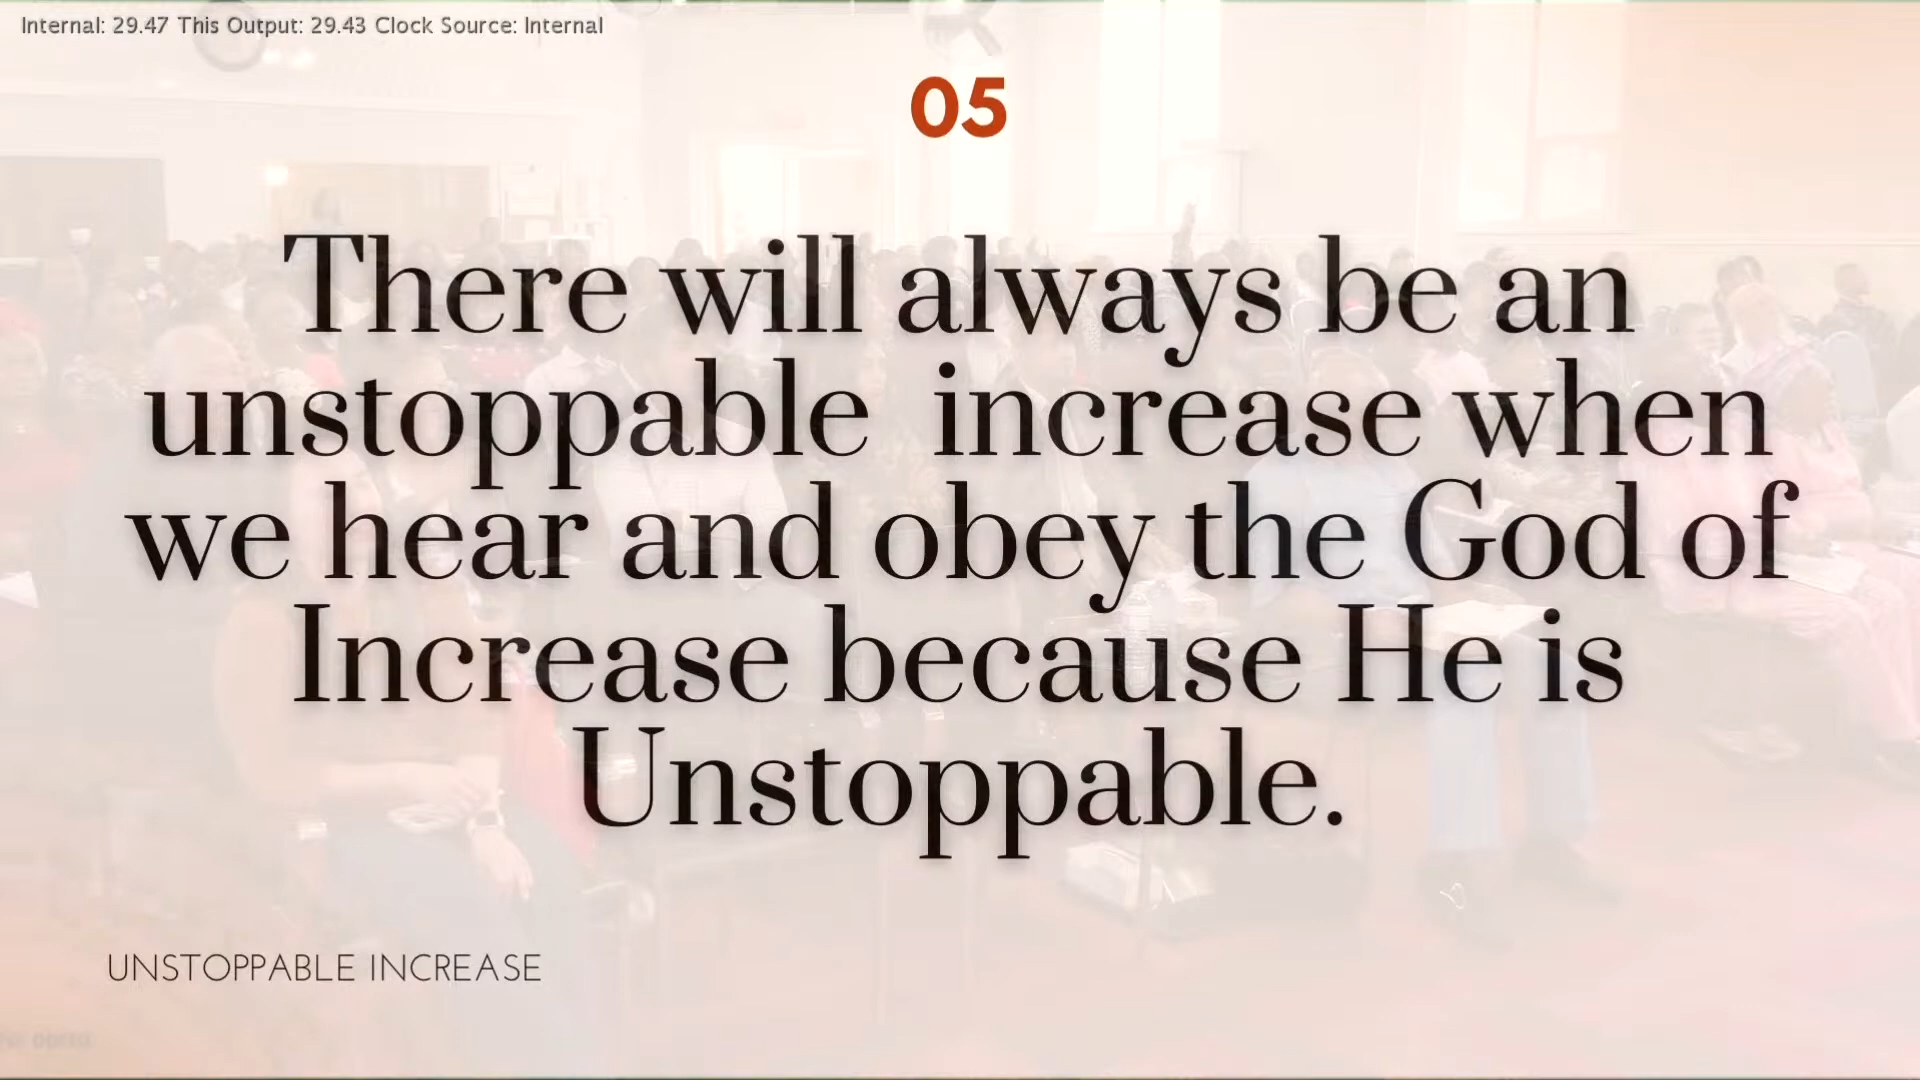 Internal: 29.47 This Output: 29.43 Clock Source: Internal
05
There will always be an
unstoppable  increase when
we hear and obey the God of
Increase because He is
Unstoppable.
UNSTOPPABLE INCREASE